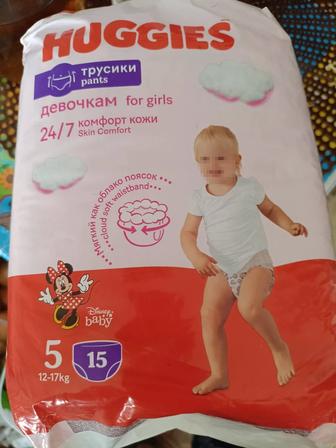 HUGGIES
трусики
pants
девочкам for girls
24/7 комфорт кожи
Skin Comfort
Мягкий как облако поясок
cloud soft waistband
Disney
baby
5
15
12-17kg